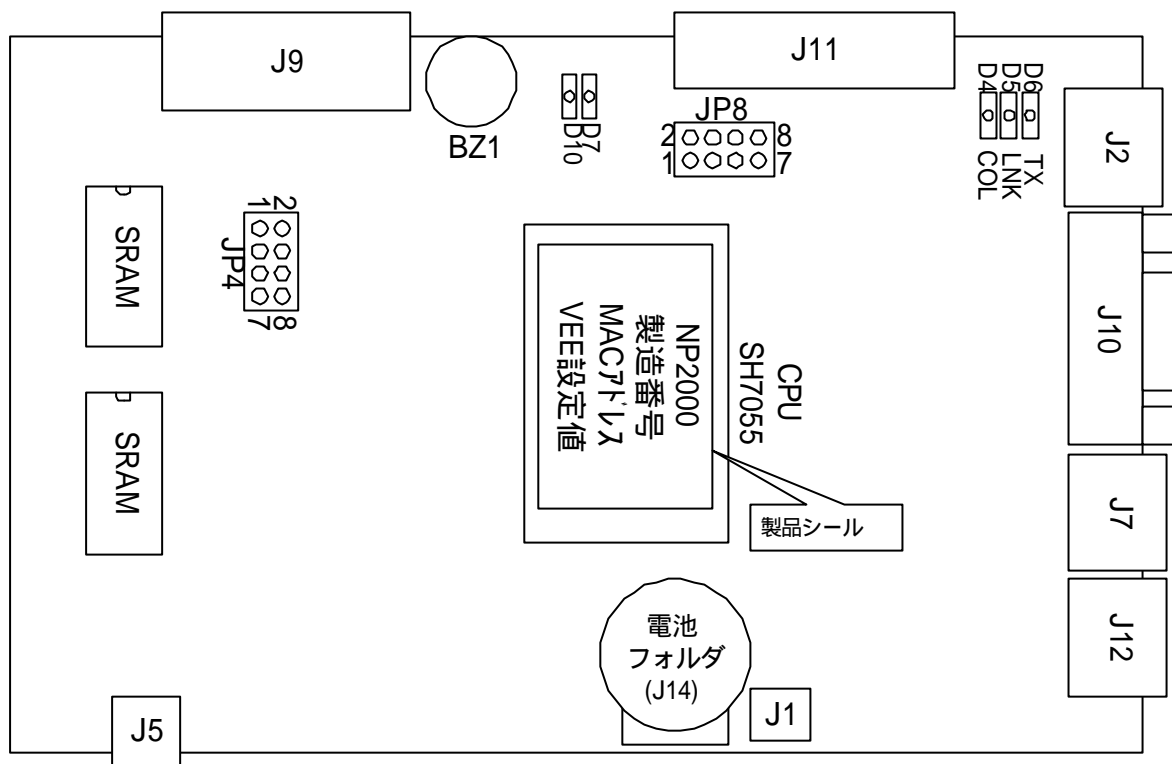 J9
BZ1
D10
D7
J11
JP8
2
8
1
7
D4
D5
D6
COL
LNK
TX
J2
SRAM
1
2
JP4
7
8
NP2000
製造番号
MACアドレス
VEE設定値
CPU
SH7055
製品シール
J10
SRAM
J7
電池
フォルダ
(J14)
J12
J1
J5